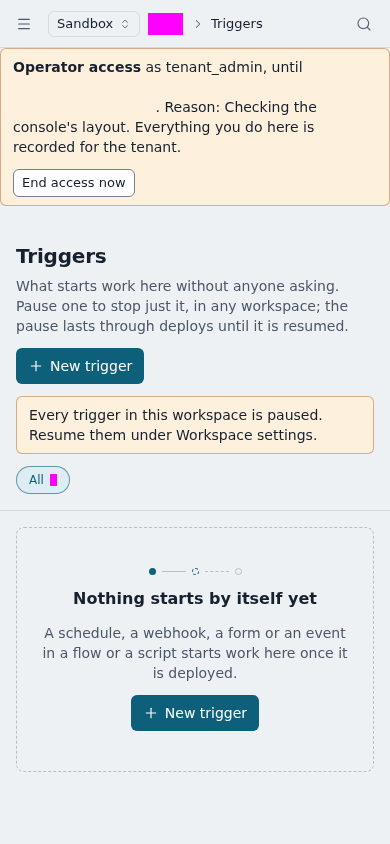 Sandbox
Triggers
Operator access as tenant_admin, until
. Reason: Checking the
console's layout. Everything you do here is
recorded for the tenant.
End access now
Triggers
What starts work here without anyone asking.
Pause one to stop just it, in any workspace; the
pause lasts through deploys until it is resumed.
New trigger
Every trigger in this workspace is paused.
Resume them under Workspace settings.
All
Nothing starts by itself yet
A schedule, a webhook, a form or an event
in a flow or a script starts work here once it
is deployed.
New trigger